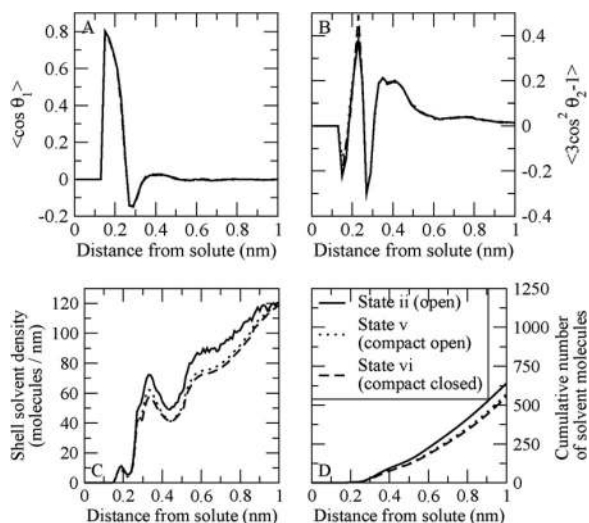 A
0.8
0.6
0.4
0.2
0
-0.2
<cos θ1>
0 0.2 0.4 0.6 0.8 1
Distance from solute (nm)
B
0.4
0.2
0
-0.2
0.4
<3cos² θ2-1>
0 0.2 0.4 0.6 0.8 1
Distance from solute (nm)
120
100
80
60
40
20
0
Shell solvent density
(molecules / nm)
C
0 0.2 0.4 0.6 0.8 1
Distance from solute (nm)
State ii (open)
State v
(compact open)
State vi
(compact closed)
D
1250
1000
750
500
250
0
Cumulative number
of solvent molecules
0 0.2 0.4 0.6 0.8 1
Distance from solute (nm)